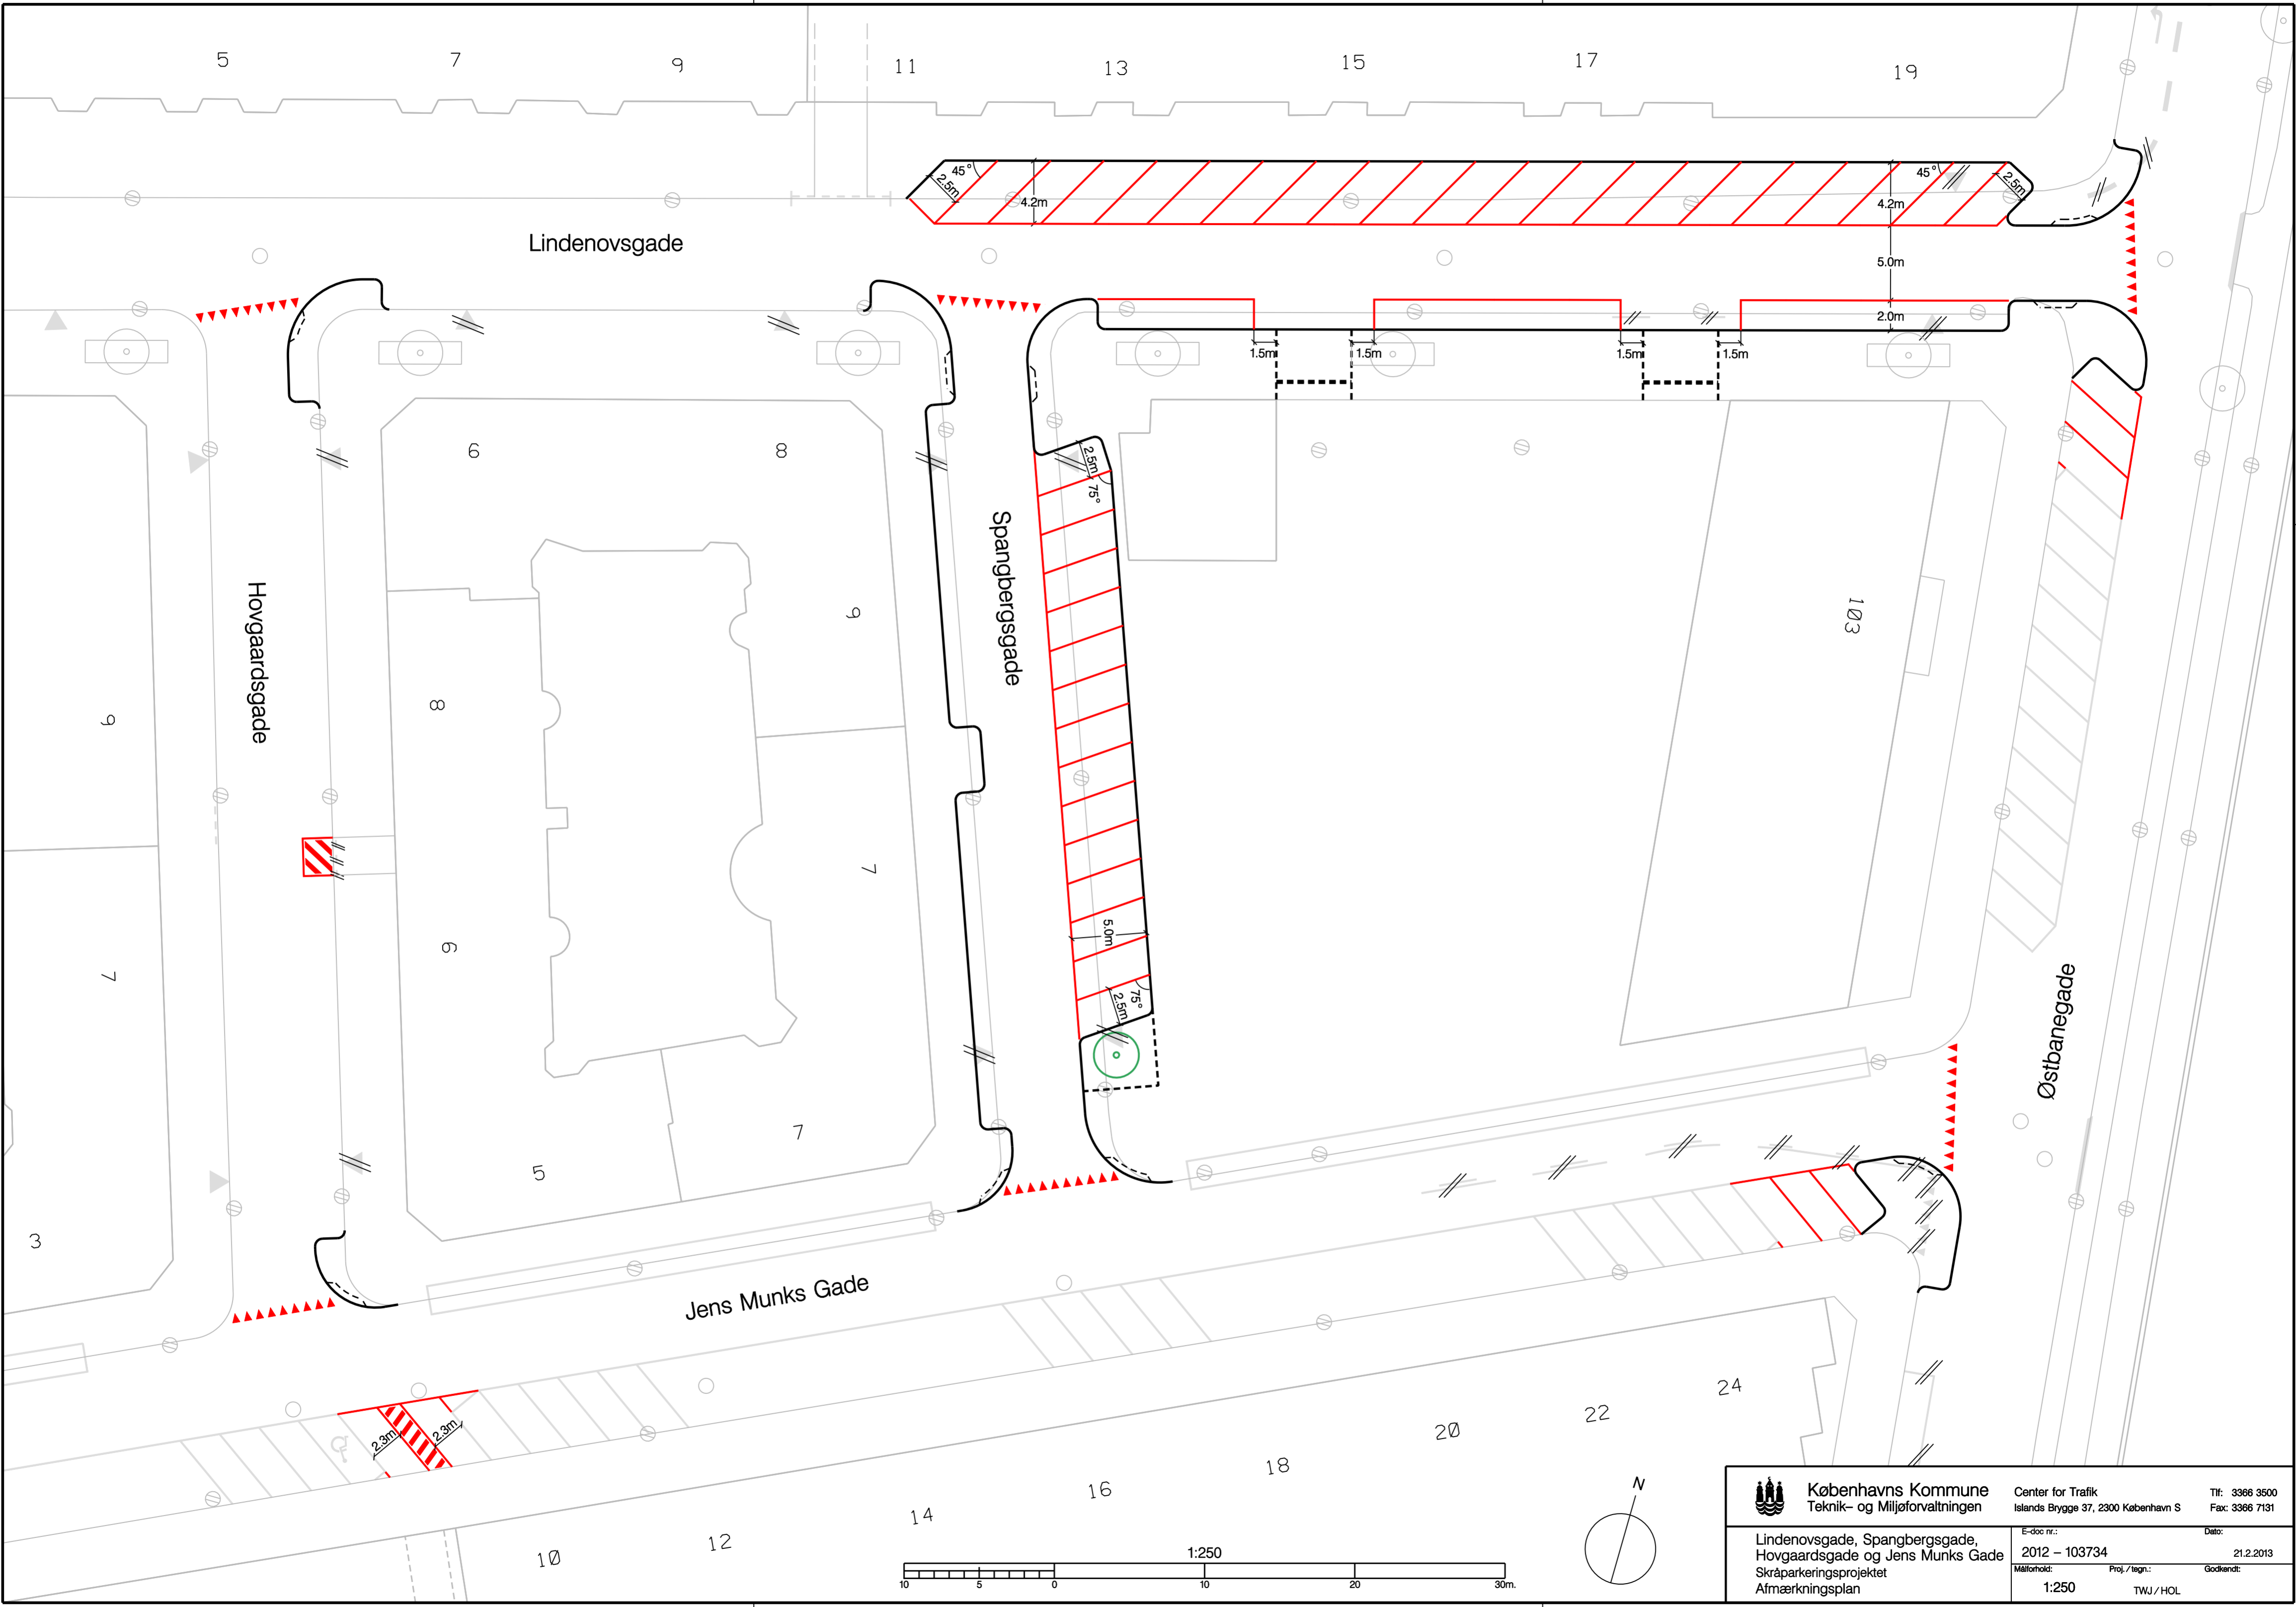 5
7
9
11
13
15
17
19
45°
2.5m
4.2m
45°
2.5m
4.2m
Lindenovsgade
5.0m
2.0m
1.5m
1.5m
1.5m
1.5m
6
8
2.5m
75°
Spangbergsgade
Hovgaardsgade
9
103
9
8
7
5.0m
6
7
75°
2.5m
Østbanegade
7
5
3
Jens Munks Gade
2.3m
2.3m
24
22
20
18
16
14
12
10
N
1:250
10
5
0
10
20
30m.
Københavns Kommune
Teknik- og Miljøforvaltningen
Center for Trafik
Islands Brygge 37, 2300 København S
Tlf: 3366 3500
Fax: 3366 7131
Lindenovsgade, Spangbergsgade,
Hovgaardsgade og Jens Munks Gade
Skråparkeringsprojektet
Afmærkningsplan
E-doc nr.:
2012 - 103734
Dato:
21.2.2013
Målforhold:
1:250
Proj./tegn.:
TWJ/HOL
Godkendt: